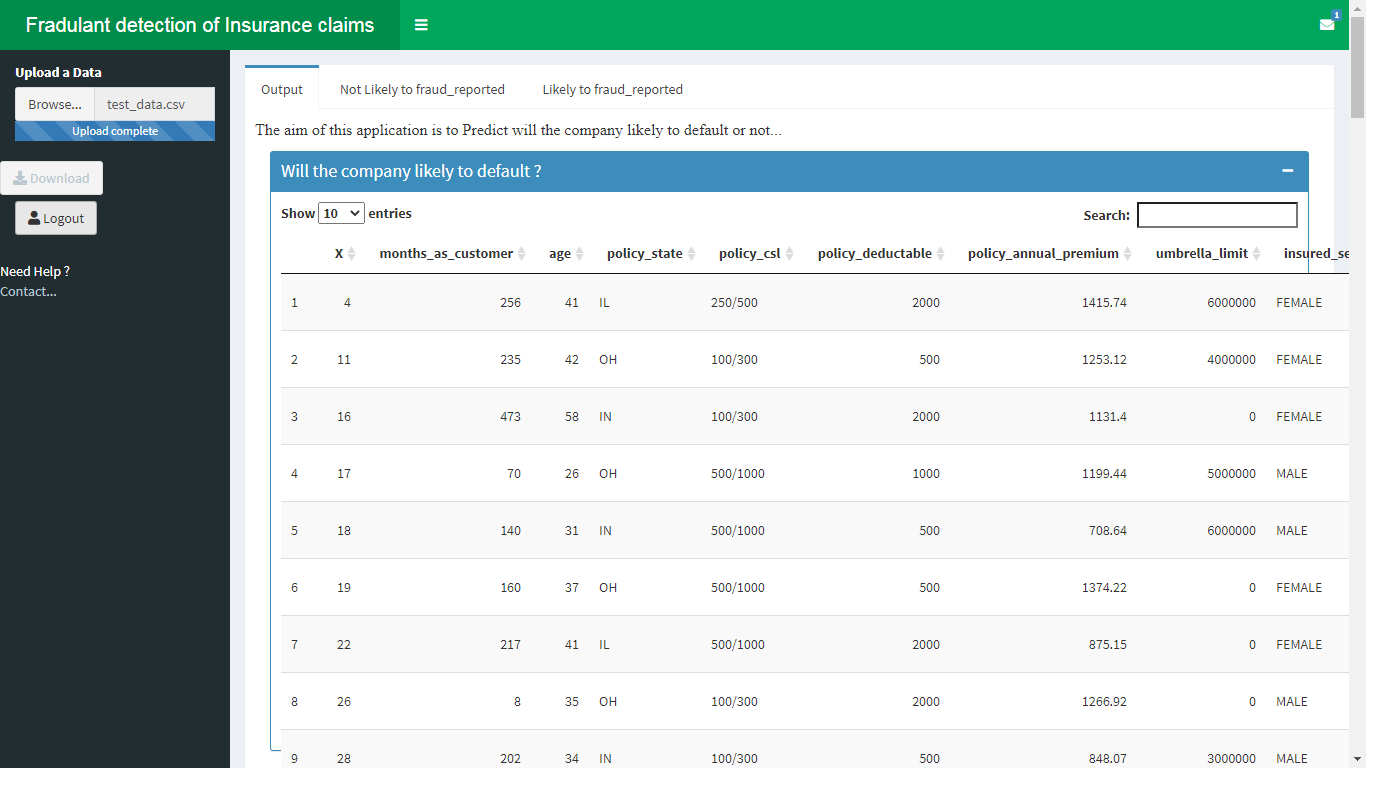 Fradulant detection of Insurance claims
1
Upload a Data
Browse... test_data.csv
Upload complete
Download
Logout
Need Help ?
Contact...
Output Not Likely to fraud_reported Likely to fraud_reported
The aim of this application is to Predict will the company likely to default or not...
Will the company likely to default ?
Show 10 entries Search:
X months_as_customer age policy_state policy_csl policy_deductable policy_annual_premium umbrella_limit insured_se
1 4 256 41 IL 250/500 2000 1415.74 6000000 FEMALE
2 11 235 42 OH 100/300 500 1253.12 4000000 FEMALE
3 16 473 58 IN 100/300 2000 1131.4 0 FEMALE
4 17 70 26 OH 500/1000 1000 1199.44 5000000 MALE
5 18 140 31 IN 500/1000 500 708.64 6000000 MALE
6 19 160 37 OH 500/1000 500 1374.22 0 FEMALE
7 22 217 41 IL 500/1000 2000 875.15 0 FEMALE
8 26 8 35 OH 100/300 2000 1266.92 0 MALE
9 28 202 34 IN 100/300 500 848.07 3000000 MALE